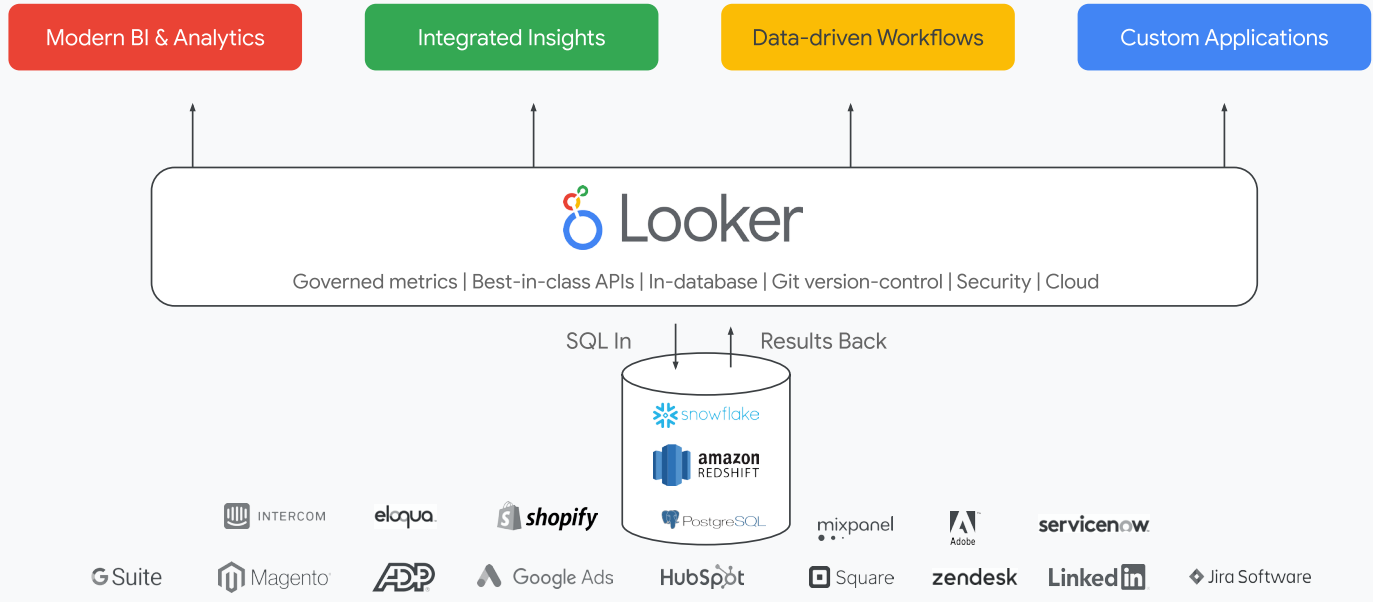 Modern BI & Analytics
Integrated Insights
Data-driven Workflows
Custom Applications
Looker
Governed metrics | Best-in-class APIs | In-database | Git version-control | Security | Cloud
SQL In
Results Back
snowflake
amazon
REDSHIFT
PostgreSQL
INTERCOM
eloqua.
shopify
mixpanel
Adobe
servicenow.
G Suite
Magento
ADP
Google Ads
HubSpot
Square
zendesk
Linked in
Jira Software